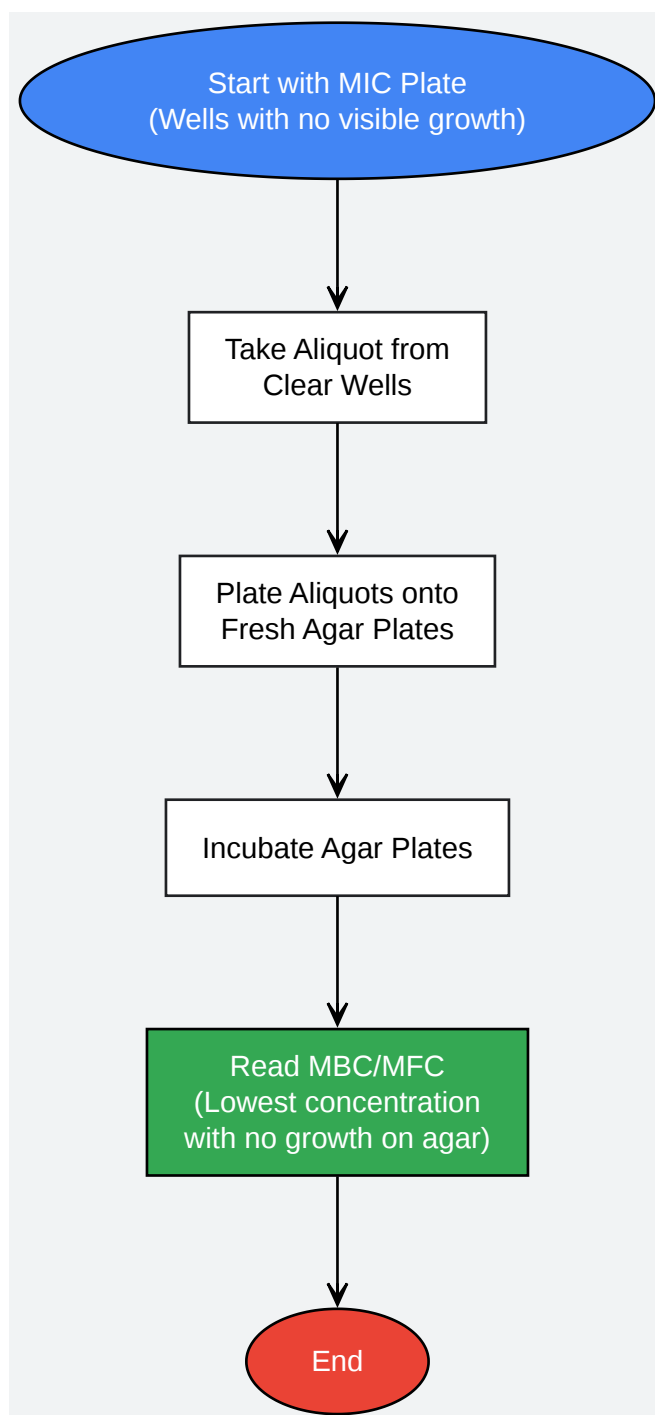 Start with MIC Plate
(Wells with no visible growth)
Take Aliquot from
Clear Wells
Plate Aliquots onto
Fresh Agar Plates
Incubate Agar Plates
Read MBC/MFC
(Lowest concentration
with no growth on agar)
End